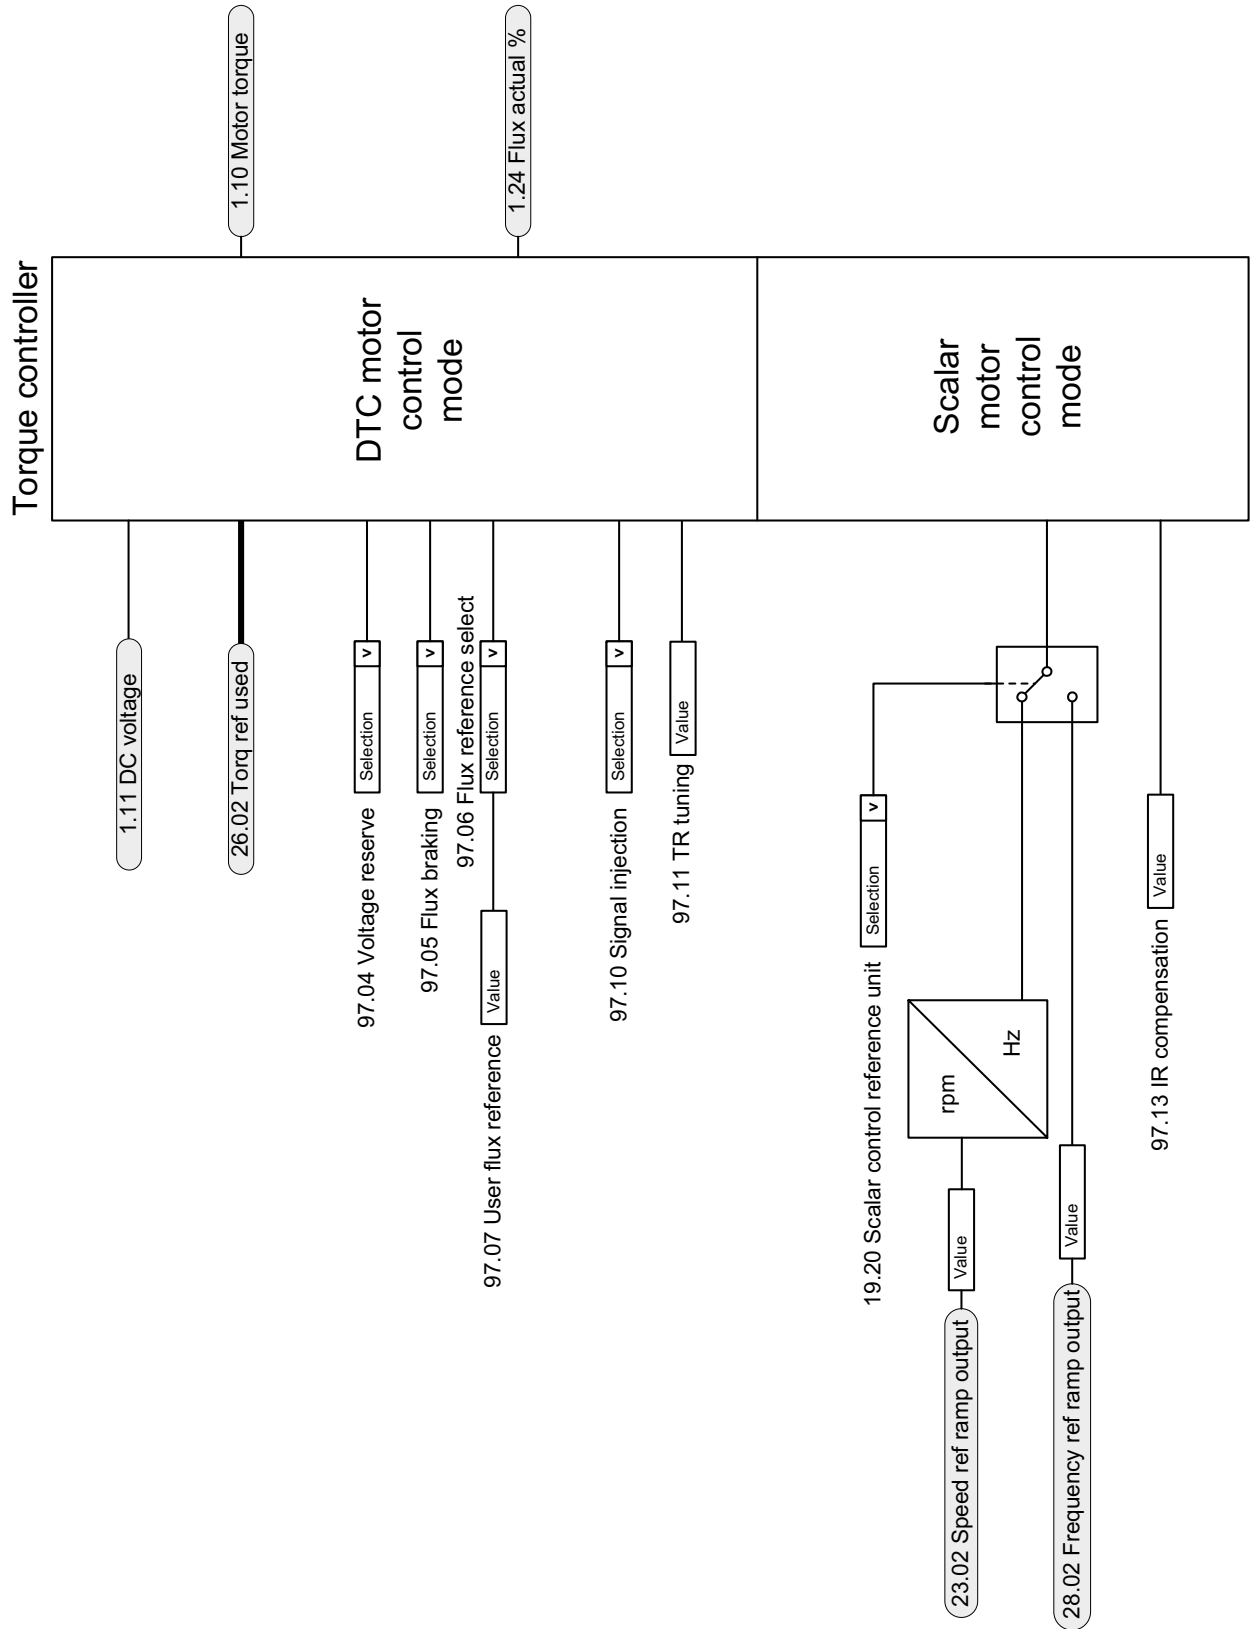 Torque controller
1.11 DC voltage
26.02 Torq ref used
1.10 Motor torque
DTC motor
control
mode
97.04 Voltage reserve
Selection
v
97.05 Flux braking
Selection
v
97.06 Flux reference select
97.07 User flux reference
Value
Selection
v
1.24 Flux actual %
97.10 Signal injection
Selection
v
97.11 TR tuning
Value
19.20 Scalar control reference unit
Selection
v
Scalar
motor
control
mode
23.02 Speed ref ramp output
Value
rpm
Hz
28.02 Frequency ref ramp output
Value
97.13 IR compensation
Value